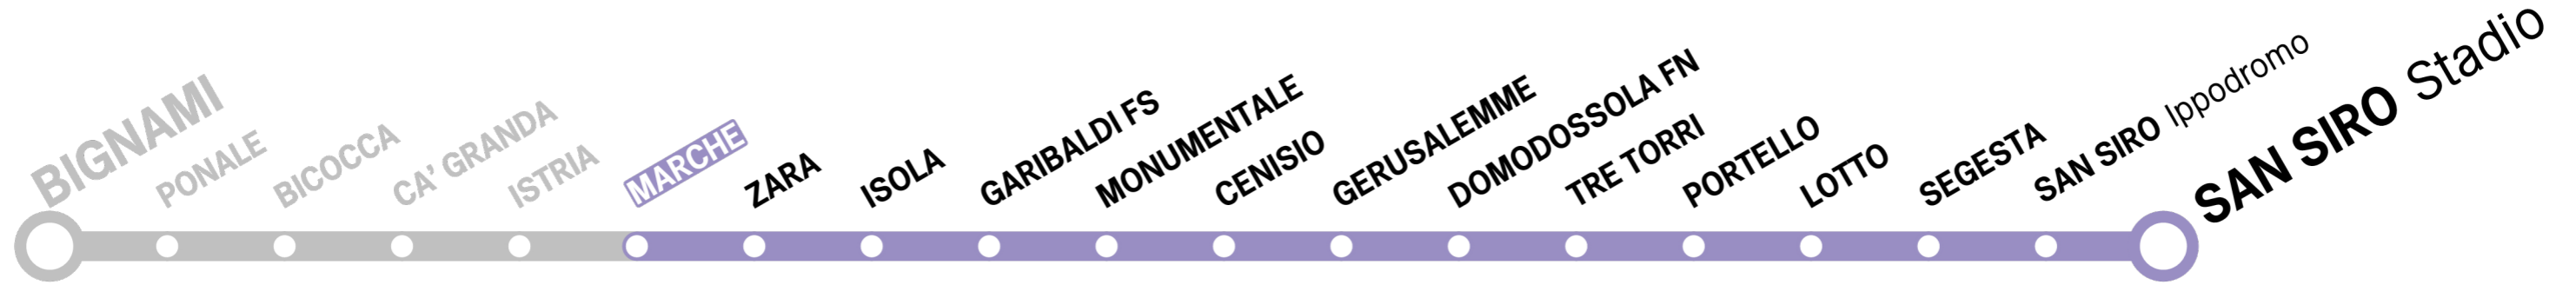 BIGNAMI
PONALE
BICOCCA
CA' GRANDA
ISTRIA
MARCHE
ZARA
ISOLA
GARIBALDI FS
MONUMENTALE
CENISIO
GERUSALEMME
DOMODOSSOLA FN
TRE TORRI
PORTELLO
LOTTO
SEGESTA
SAN SIRO Ippodromo
SAN SIRO Stadio